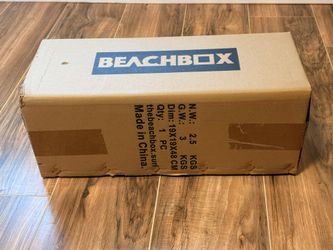 BEACHBOX
N.W.: 2.5 KGS
G.W.: 3 KGS
Dim: 19X19X48 CM
Qty: 1 PC
thebeachbox.surf
Made in China.